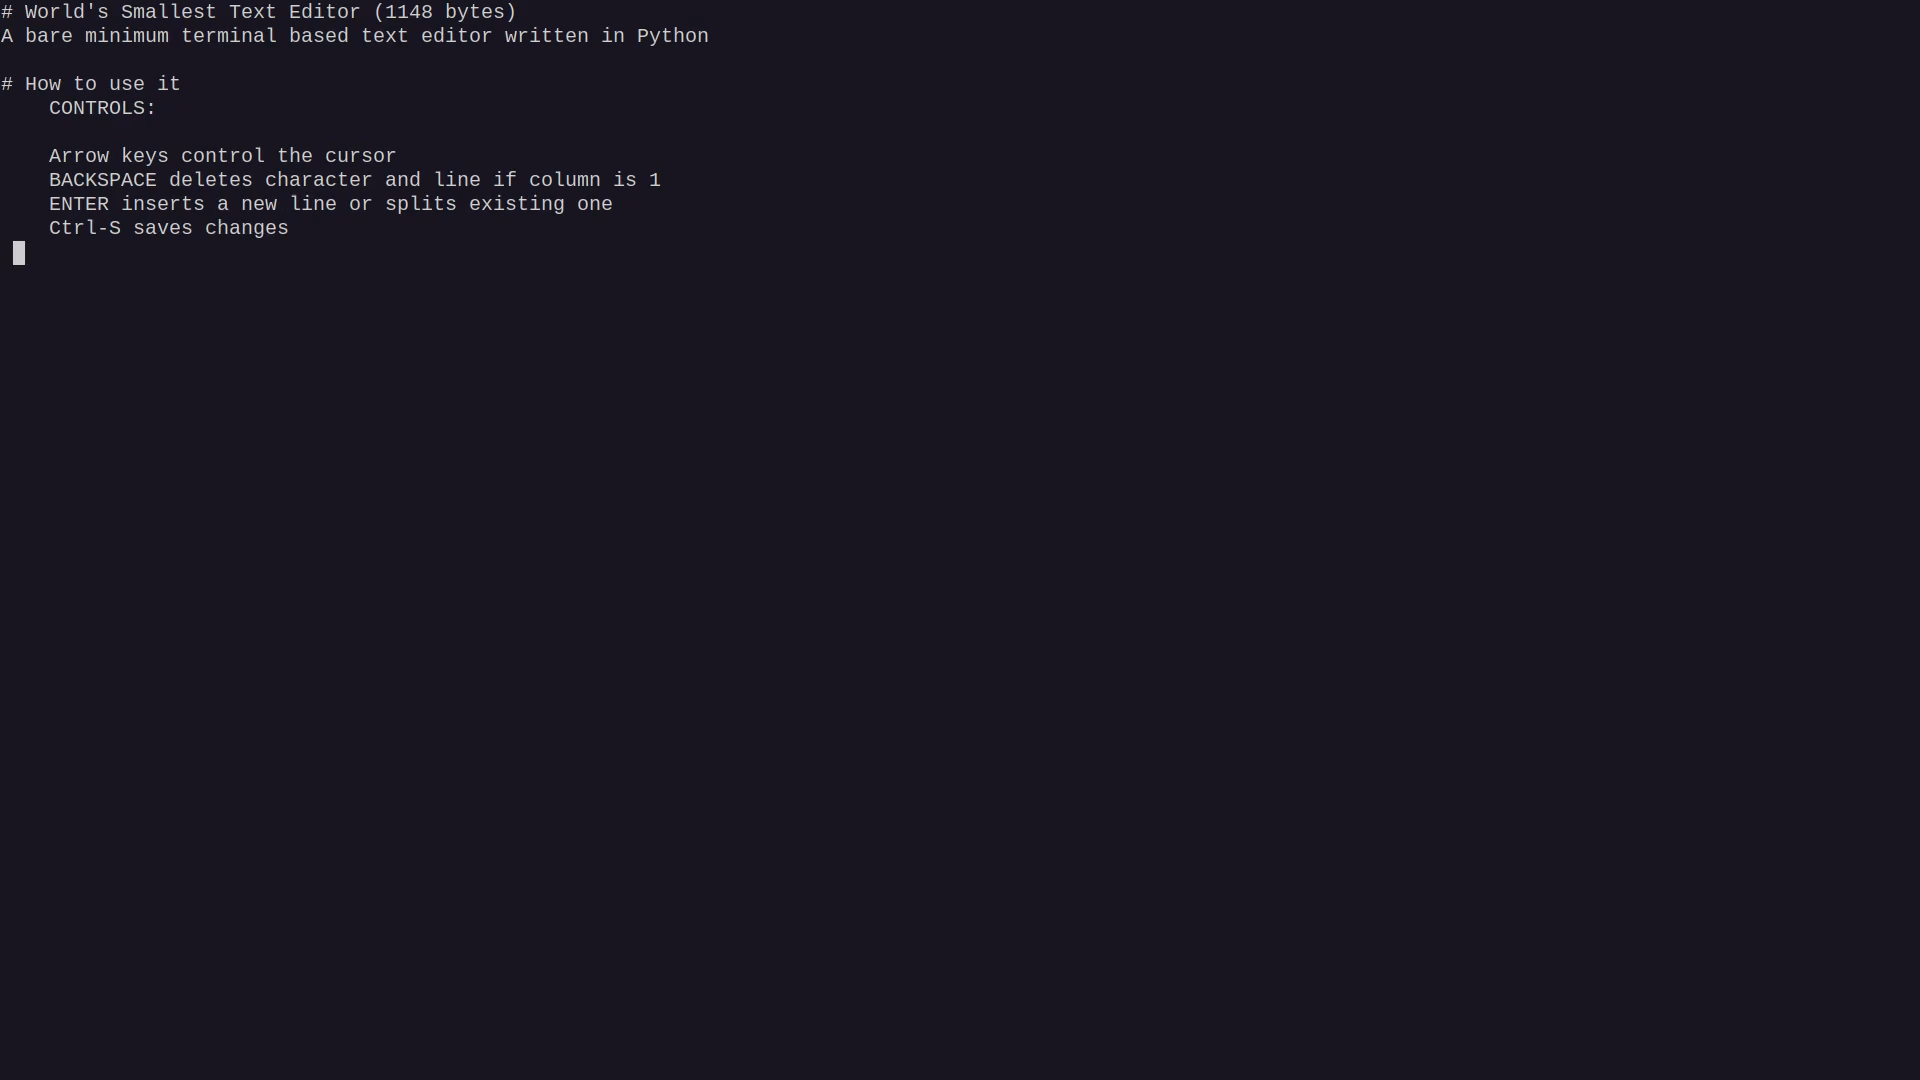 # World's Smallest Text Editor (1148 bytes)
A bare minimum terminal based text editor written in Python

# How to use it
    CONTROLS:

    Arrow keys control the cursor
    BACKSPACE deletes character and line if column is 1
    ENTER inserts a new line or splits existing one
    Ctrl-S saves changes